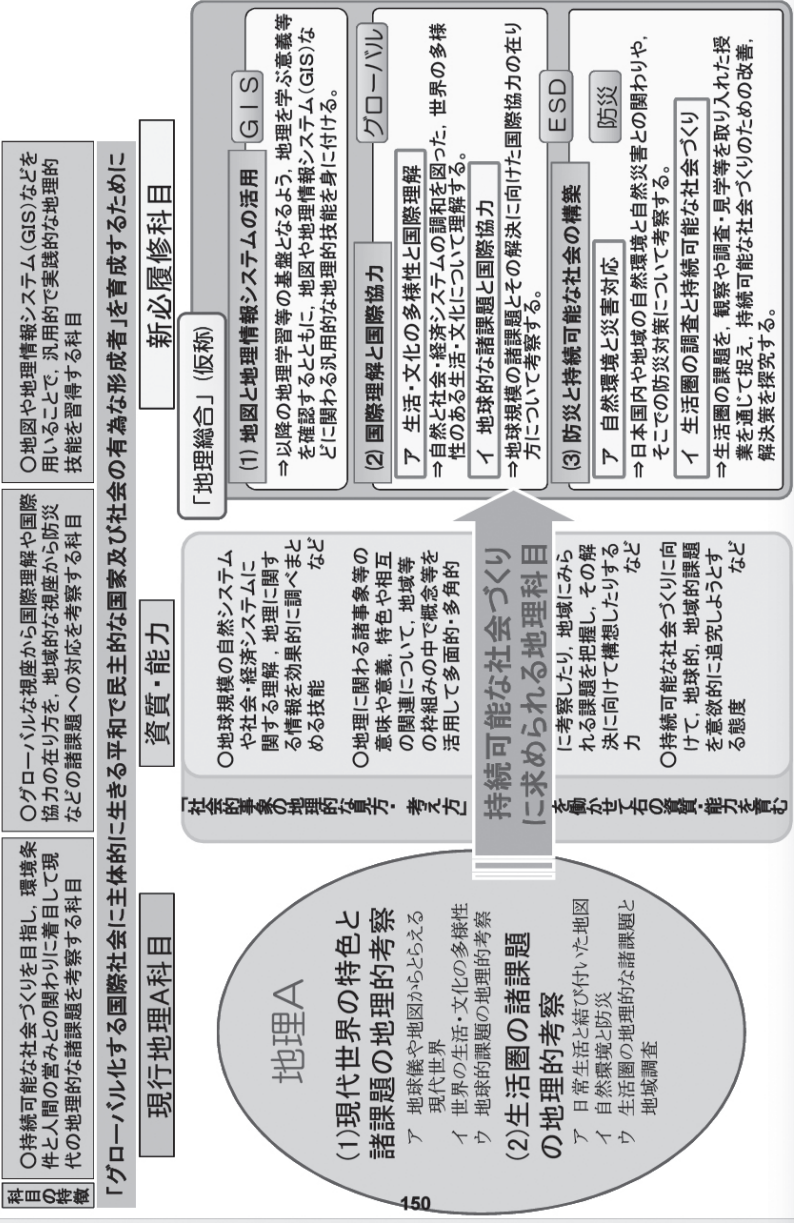 科目の特徴
○持続可能な社会づくりを目指し，環境条
件と人間の営みとの関わりに着目して現
代の地理的な諸課題を考察する科目
○グローバルな視座から国際理解や国際
協力の在り方を，地域的な視座から防災
などの諸課題への対応を考察する科目
○地図や地理情報システム(GIS)などを
用いることで，汎用的で実践的な地理的
技能を習得する科目
「グローバル化する国際社会に主体的に生きる平和で民主的な国家及び社会の有為な形成者」を育成するために
現行地理A科目
資質・能力
新必履修科目
地理A
(1)現代世界の特色と
諸課題の地理的考察
ア 地球儀や地図からとらえる
現代世界
イ 世界の生活・文化の多様性
ウ 地球的課題の地理的考察
(2)生活圏の諸課題
の地理的考察
ア 日常生活と結び付いた地図
イ 自然環境と防災
ウ 生活圏の地理的な諸課題と
地域調査
「社会的事象の地理的な見方・考え方」
を働かせて右の資質・能力を育む
○地球規模の自然システム
や社会・経済システムに
関する理解，地理に関す
る情報を効果的に調べまと
める技能 など
○地理に関わる諸事象等の
意味や意義，特色や相互
の関連について，地域等
の枠組みの中で概念等を
活用して多面的・多角的
に考察したり，地域にみら
れる課題を把握し，その解
決に向けて構想したりする
力 など
○持続可能な社会づくりに向
けて，地球的，地域的課題
を意欲的に追究しようとす
る態度 など
持続可能な社会づくり
に求められる地理科目
「地理総合」(仮称)
(1) 地図と地理情報システムの活用
GIS
⇒以降の地理学習等の基盤となるよう，地理を学ぶ意義等
を確認するとともに，地図や地理情報システム(GIS)な
どに関わる汎用的な地理的技能を身に付ける。
(2) 国際理解と国際協力
グローバル
ア 生活・文化の多様性と国際理解
⇒自然と社会・経済システムの調和を図った，世界の多様
性のある生活・文化について理解する。
イ 地球的な諸課題と国際協力
⇒地球規模の諸課題とその解決に向けた国際協力の在り
方について考察する。
(3) 防災と持続可能な社会の構築
ESD
防災
ア 自然環境と災害対応
⇒日本国内や地域の自然環境と自然災害との関わりや，
そこでの防災対策について考察する。
イ 生活圏の調査と持続可能な社会づくり
⇒生活圏の課題を，観察や調査・見学等を取り入れた授
業を通じて捉え，持続可能な社会づくりのための改善，
解決策を探究する。
150